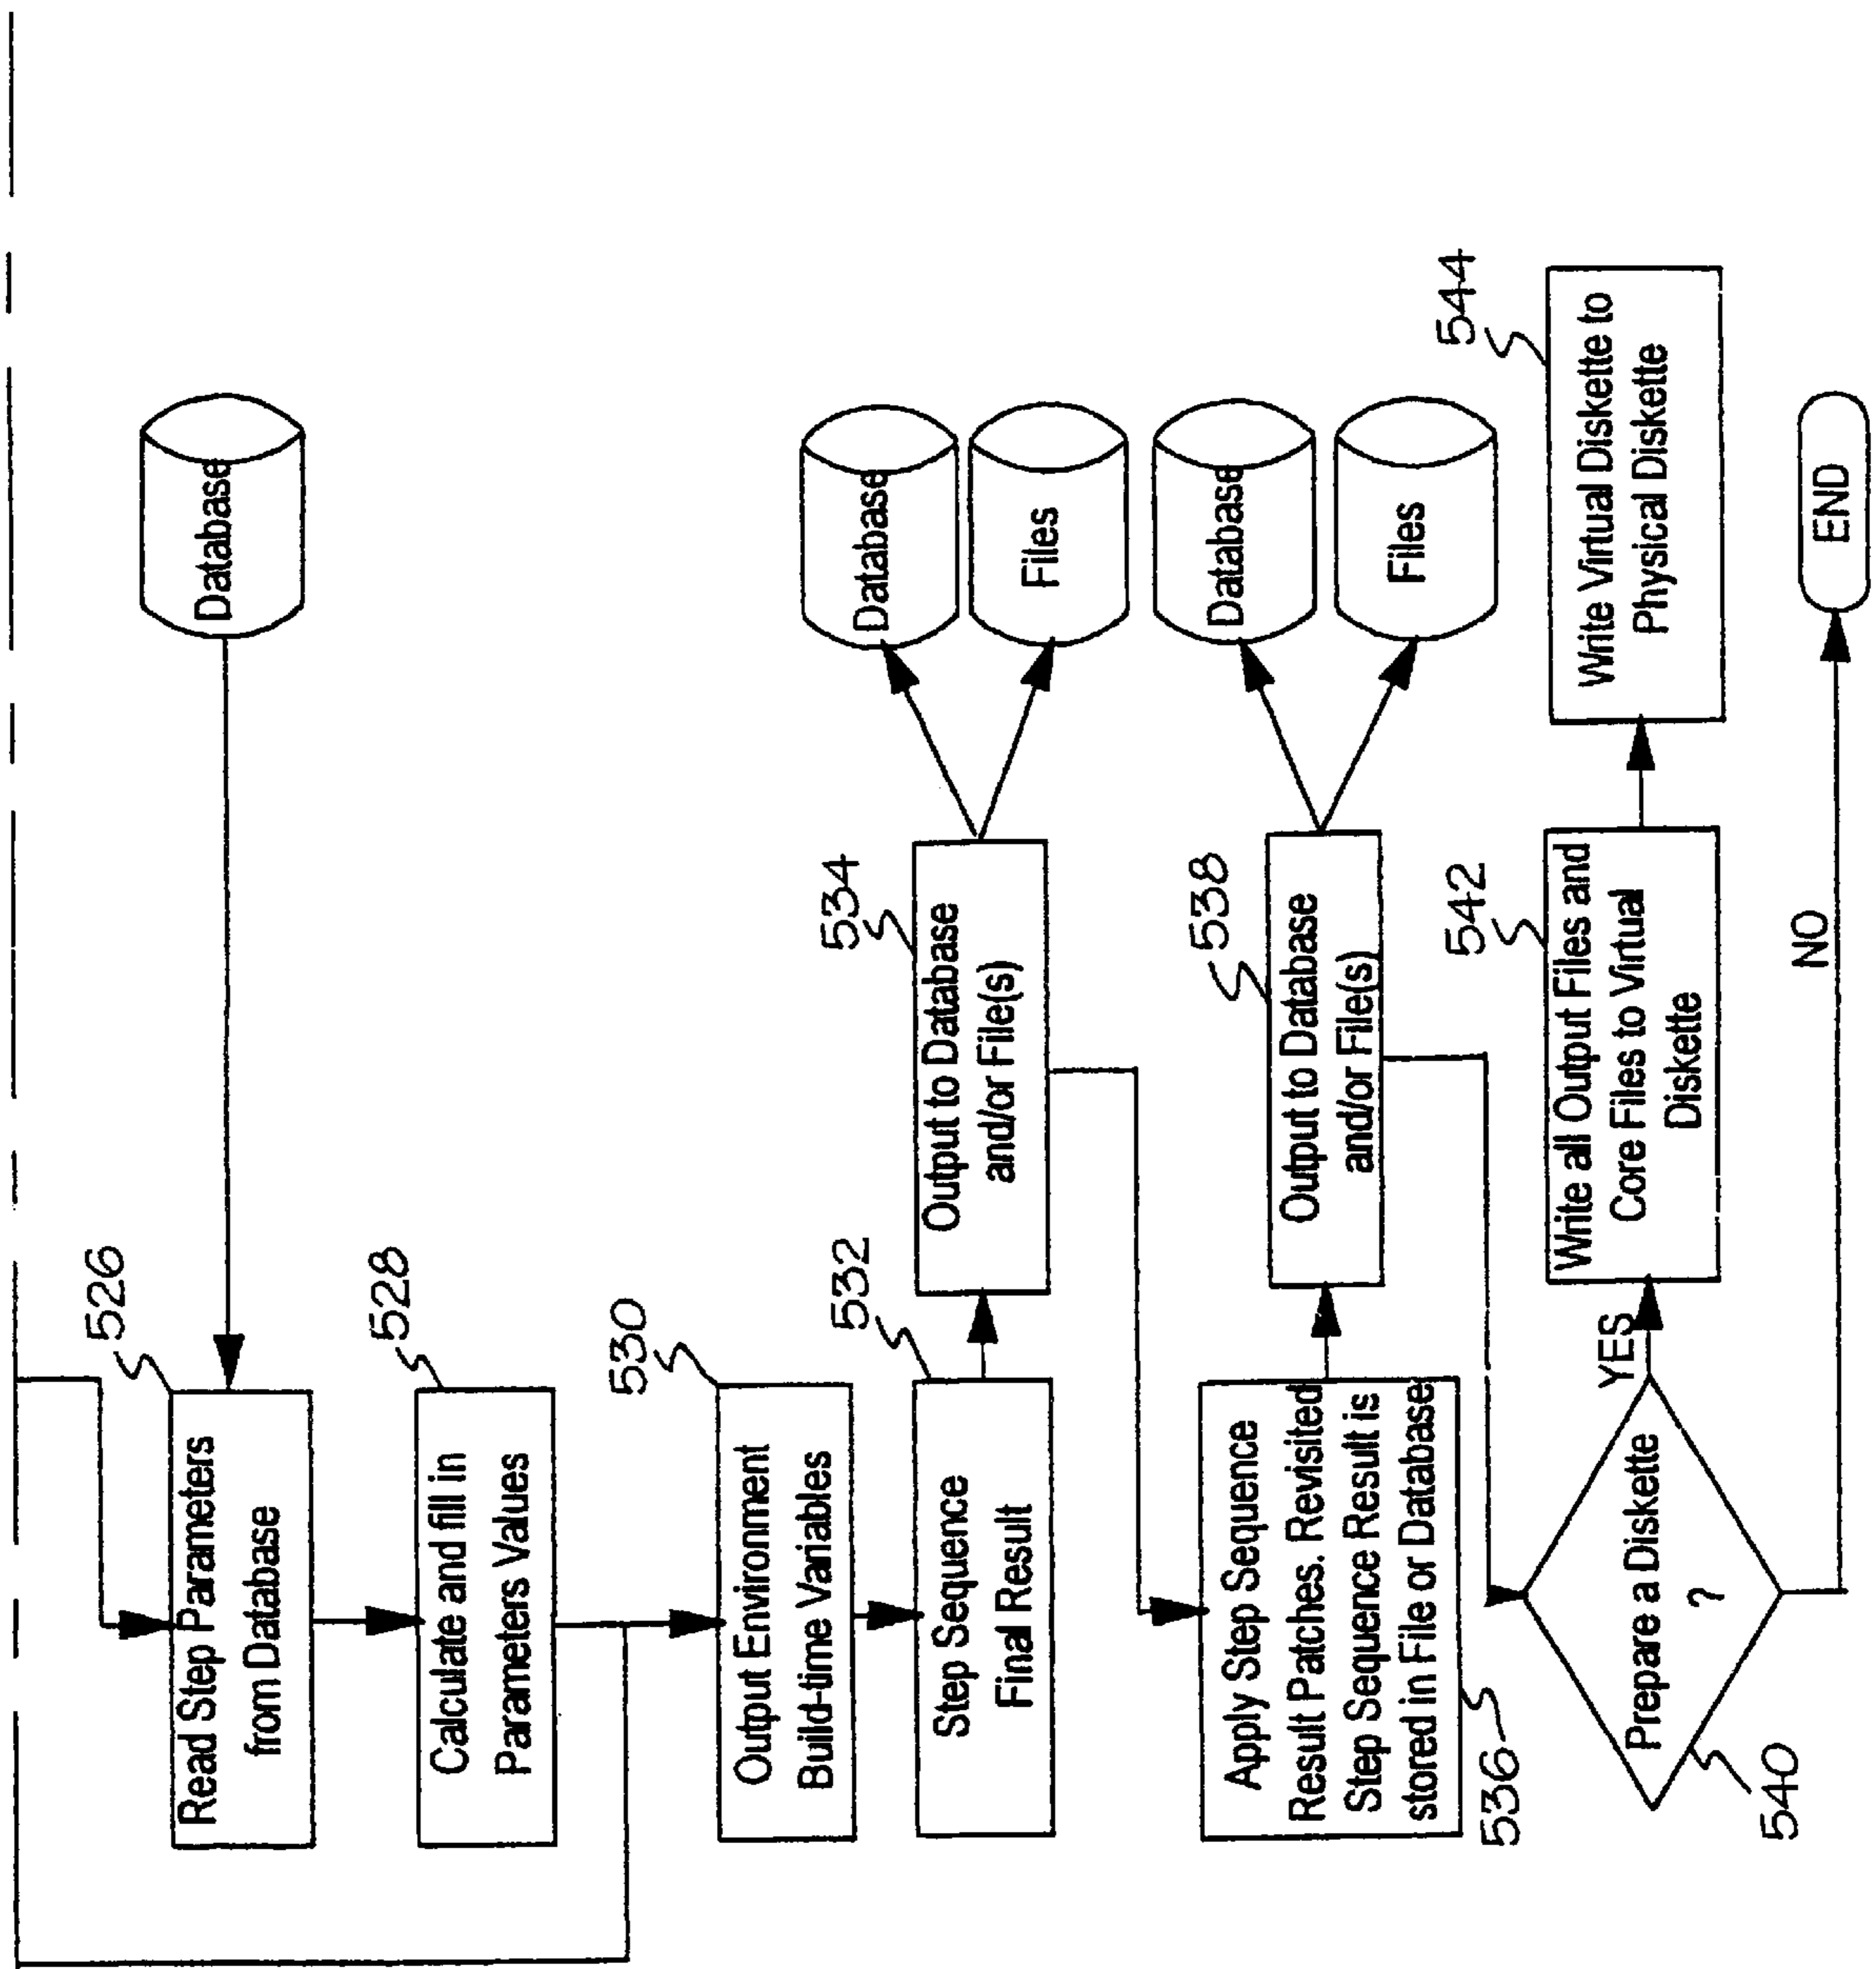 526
Read Step Parameters
from Database
Database
528
Calculate and fill in
Parameters Values
530
Output Environment
Build-time Variables
532
Step Sequence
Final Result
534
Output to Database
and/or File(s)
Database
Files
Apply Step Sequence
Result Patches. Revisited
Step Sequence Result is
stored in File or Database
536
538
Output to Database
and/or File(s)
Database
Files
Prepare a Diskette
?
540
YES
542
Write all Output Files and
Core Files to Virtual
Diskette
544
Write Virtual Diskette to
Physical Diskette
NO
END